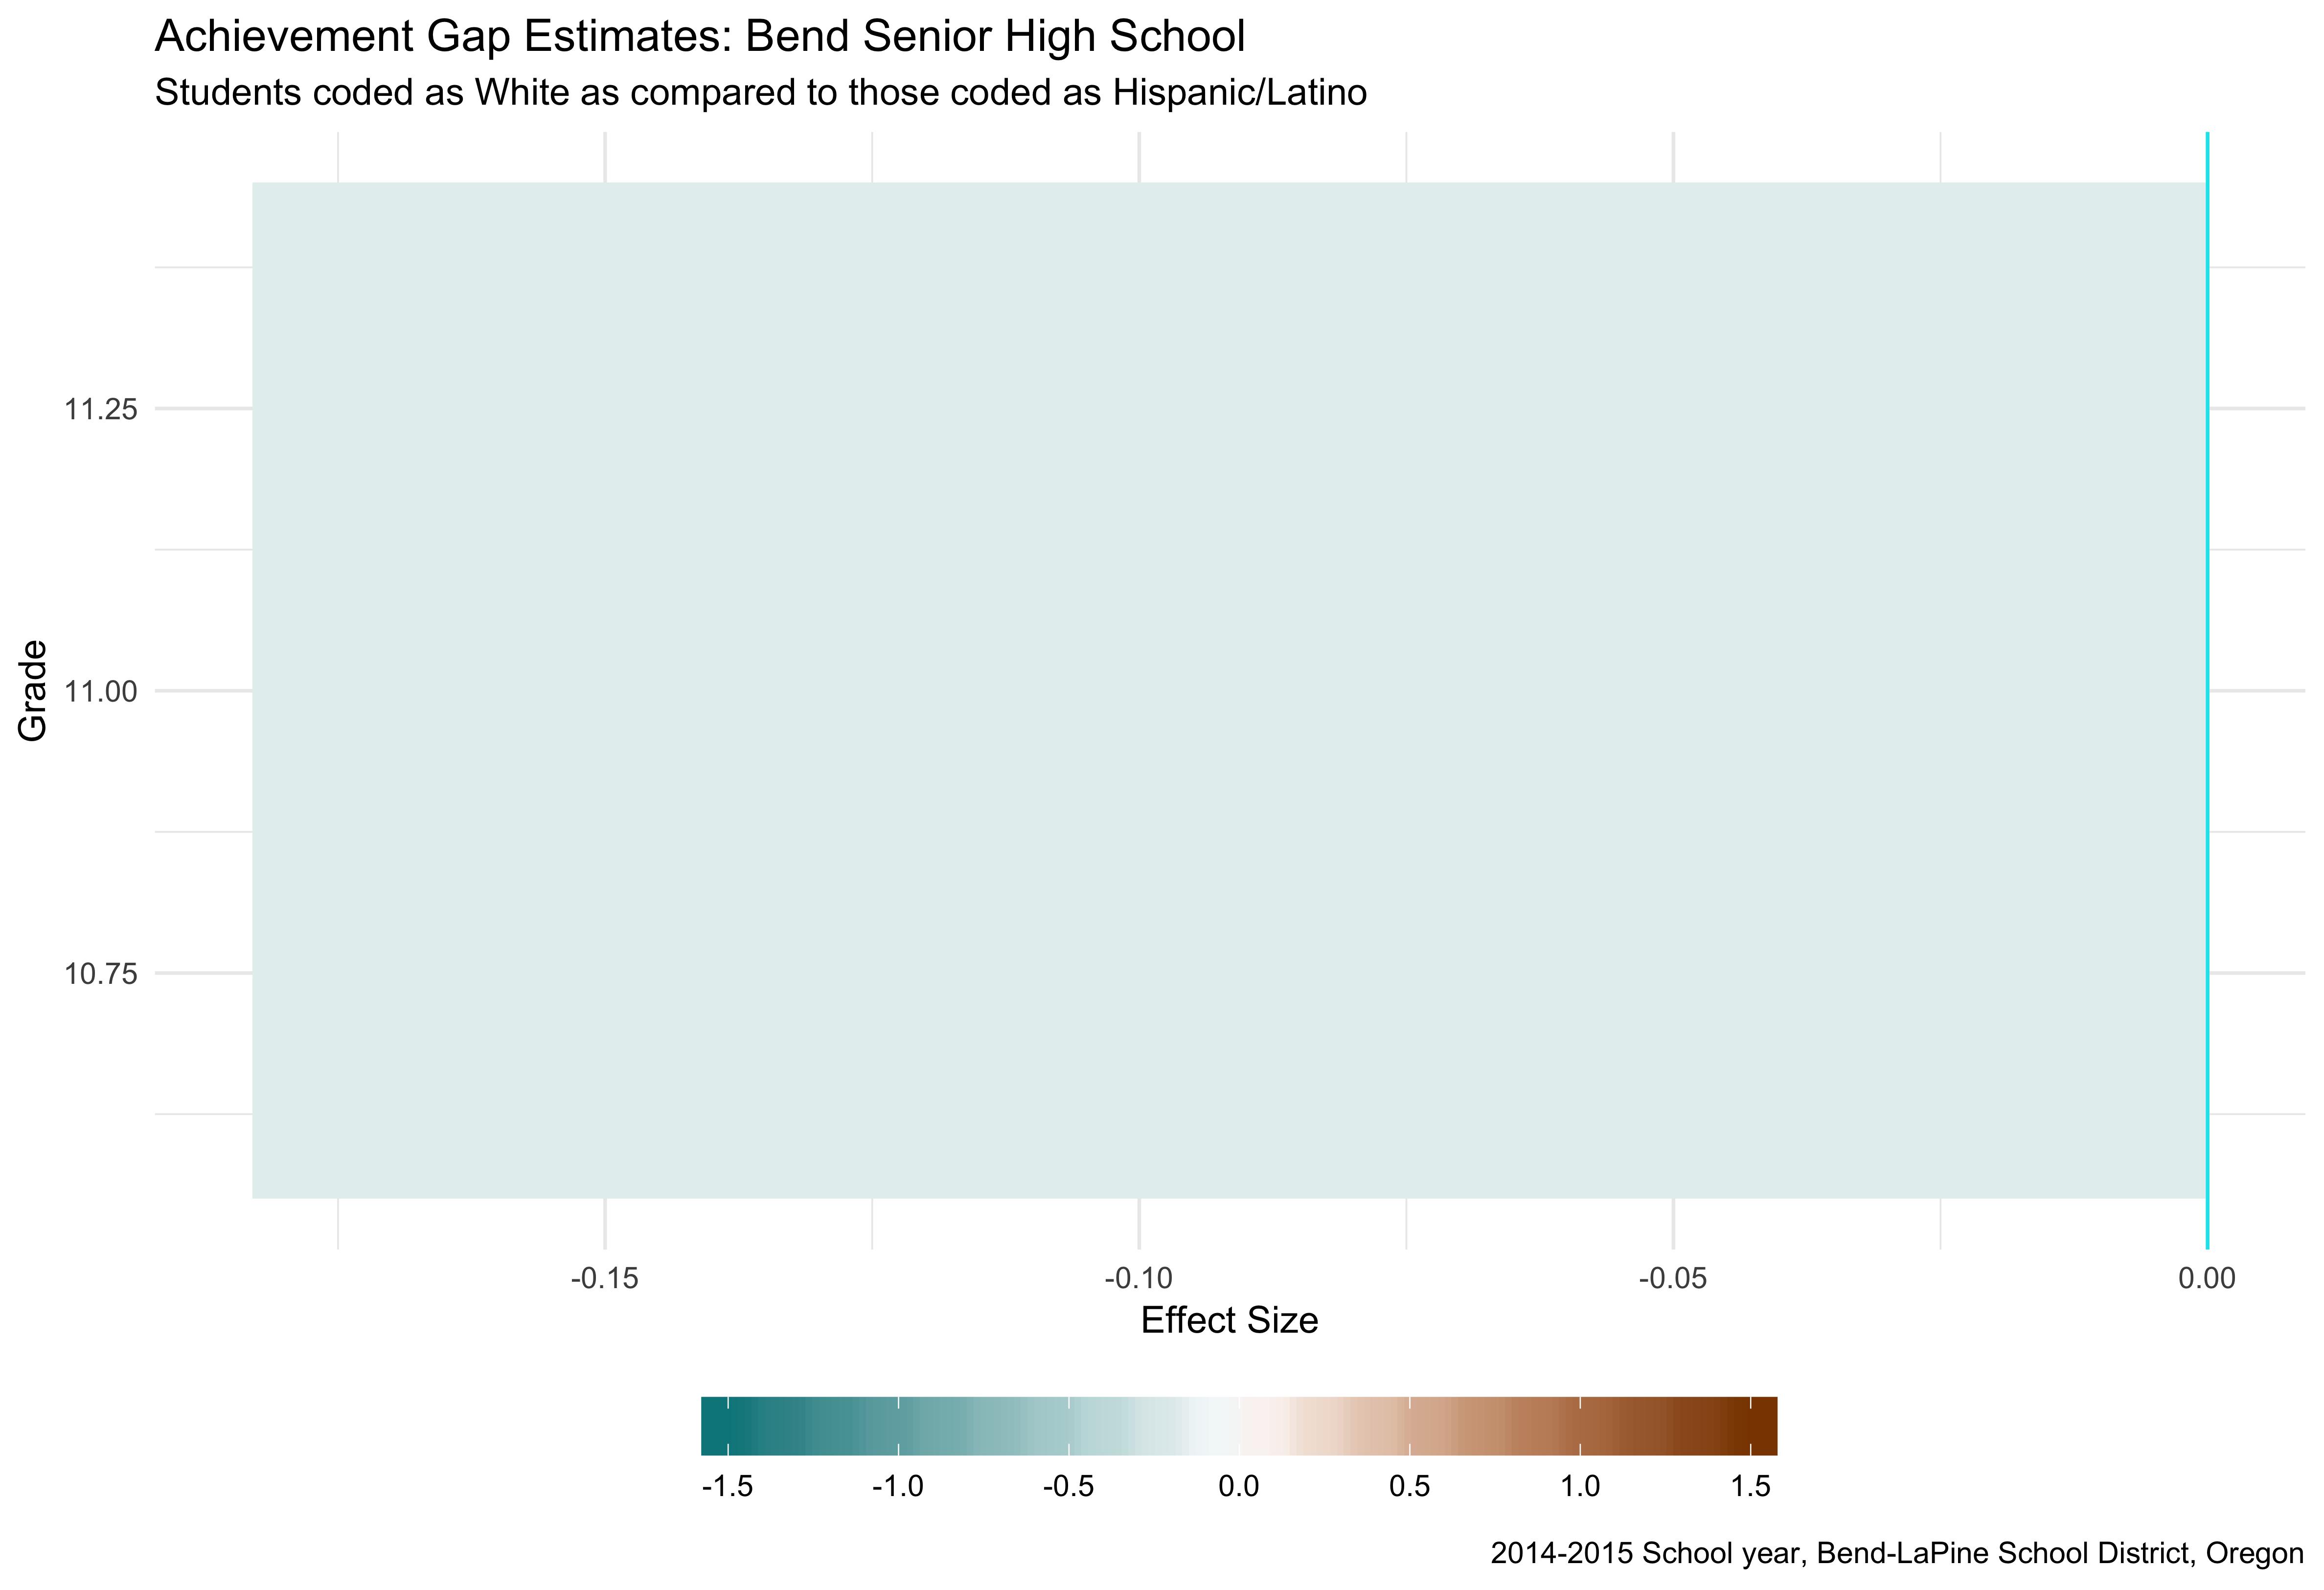 Achievement Gap Estimates: Bend Senior High School
Students coded as White as compared to those coded as Hispanic/Latino
Grade
11.25
11.00
10.75
-0.15 -0.10 -0.05 0.00
Effect Size
-1.5 -1.0 -0.5 0.0 0.5 1.0 1.5
2014-2015 School year, Bend-LaPine School District, Oregon